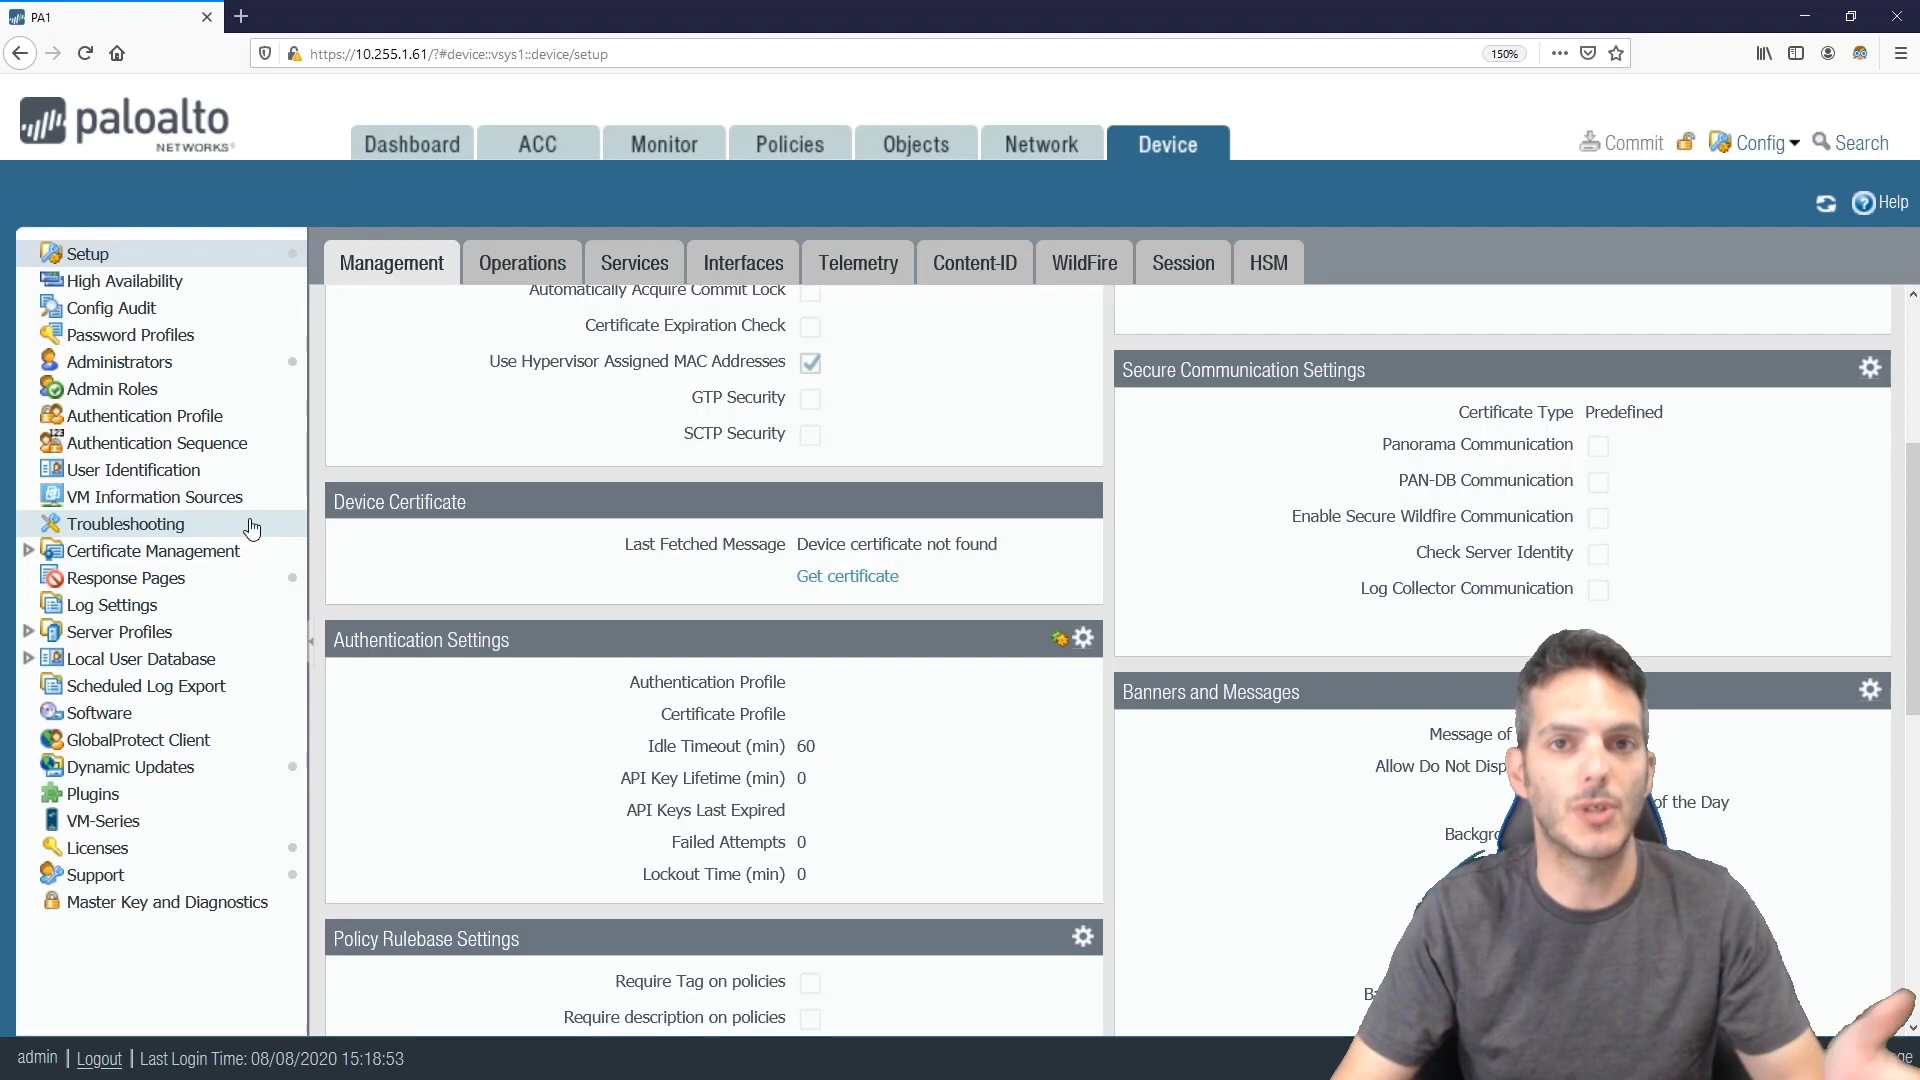 PA1
https://10.255.1.61/?#device::vsys1::device/setup
150%
paloalto
NETWORKS
Dashboard
ACC
Monitor
Policies
Objects
Network
Device
Commit
Config
Search
Help
Setup
High Availability
Config Audit
Password Profiles
Administrators
Admin Roles
Authentication Profile
Authentication Sequence
User Identification
VM Information Sources
Troubleshooting
Certificate Management
Response Pages
Log Settings
Server Profiles
Local User Database
Scheduled Log Export
Software
GlobalProtect Client
Dynamic Updates
Plugins
VM-Series
Licenses
Support
Master Key and Diagnostics
Management
Operations
Services
Interfaces
Telemetry
Content-ID
WildFire
Session
HSM
Automatically Acquire Commit Lock
Certificate Expiration Check
Use Hypervisor Assigned MAC Addresses
GTP Security
SCTP Security
Device Certificate
Last Fetched Message Device certificate not found
Get certificate
Authentication Settings
Authentication Profile
Certificate Profile
Idle Timeout (min) 60
API Key Lifetime (min) 0
API Keys Last Expired
Failed Attempts 0
Lockout Time (min) 0
Policy Rulebase Settings
Require Tag on policies
Require description on policies
Secure Communication Settings
Certificate Type Predefined
Panorama Communication
PAN-DB Communication
Enable Secure Wildfire Communication
Check Server Identity
Log Collector Communication
Banners and Messages
Message of
Allow Do Not Disp
of the Day
Backgro
admin | Logout | Last Login Time: 08/08/2020 15:18:53